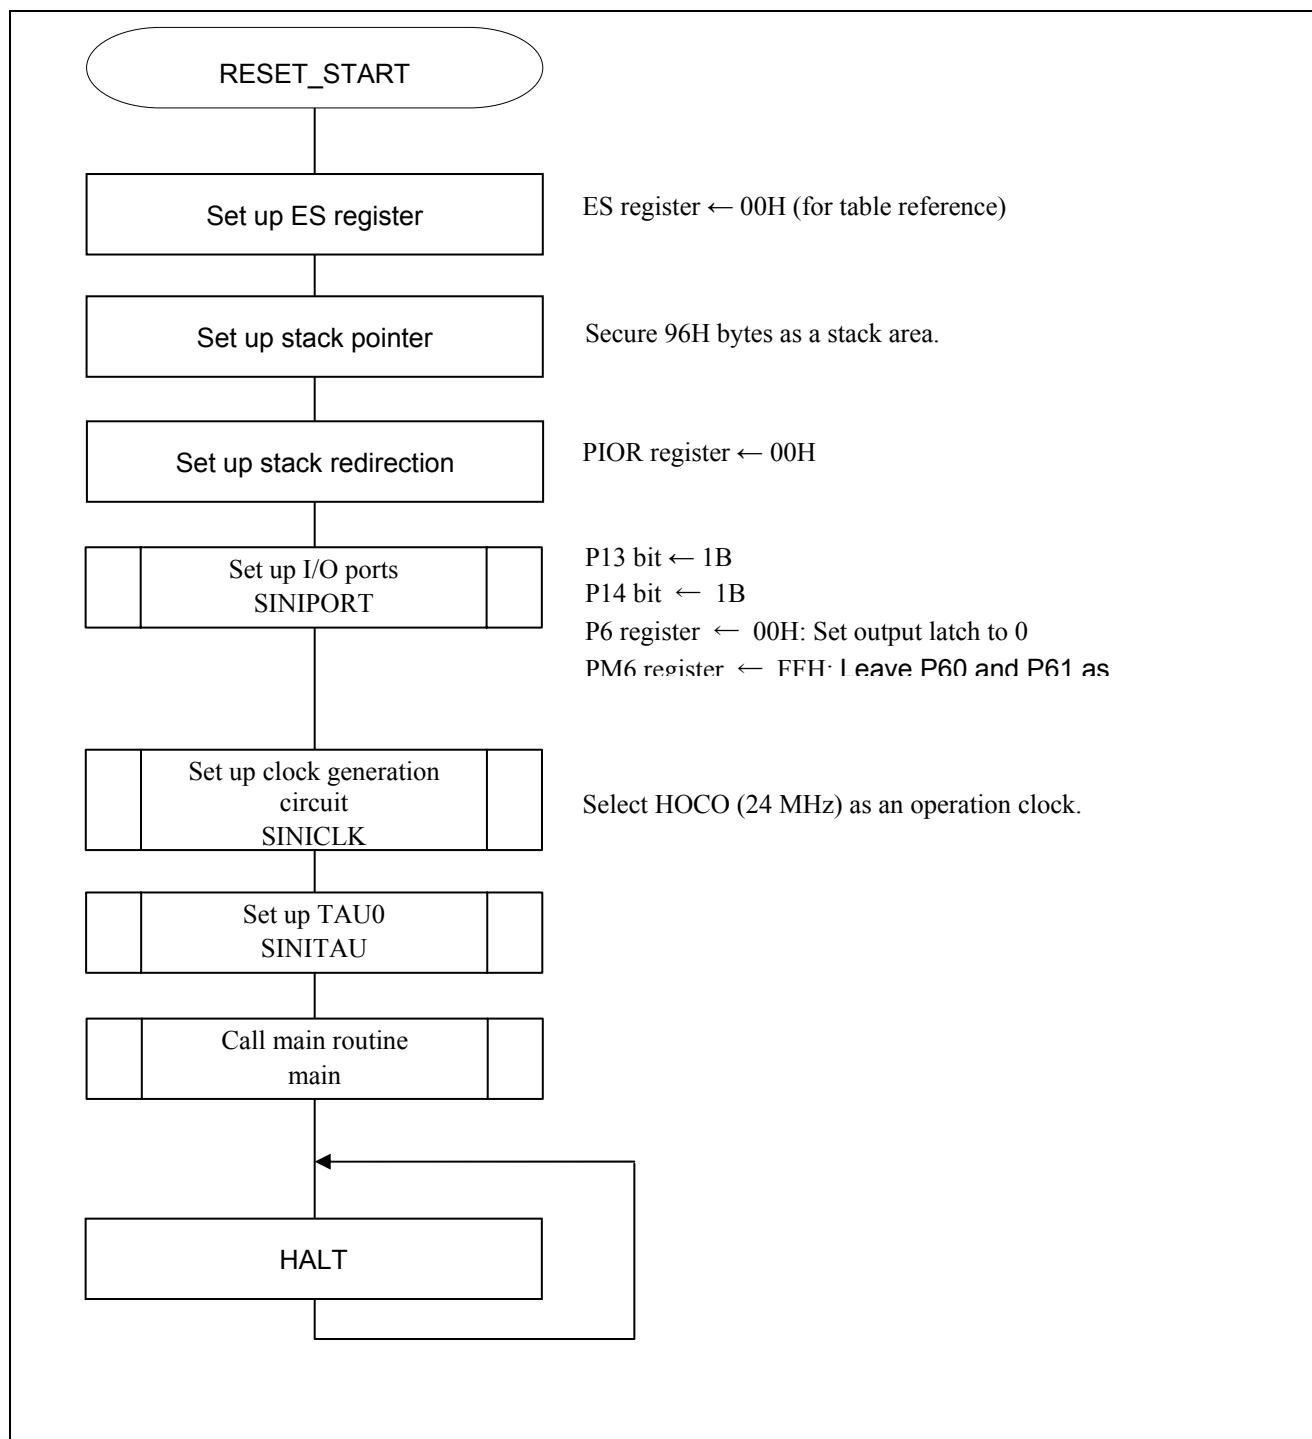 RESET_START
Set up ES register
ES register ← 00H (for table reference)
Set up stack pointer
Secure 96H bytes as a stack area.
Set up stack redirection
PIOR register ← 00H
Set up I/O ports
SINIPORT
P13 bit ← 1B
P14 bit ← 1B
P6 register ← 00H: Set output latch to 0
PM6 register ← FFH: Leave P60 and P61 as
Set up clock generation
circuit
SINICLK
Select HOCO (24 MHz) as an operation clock.
Set up TAU0
SINITAU
Call main routine
main
HALT